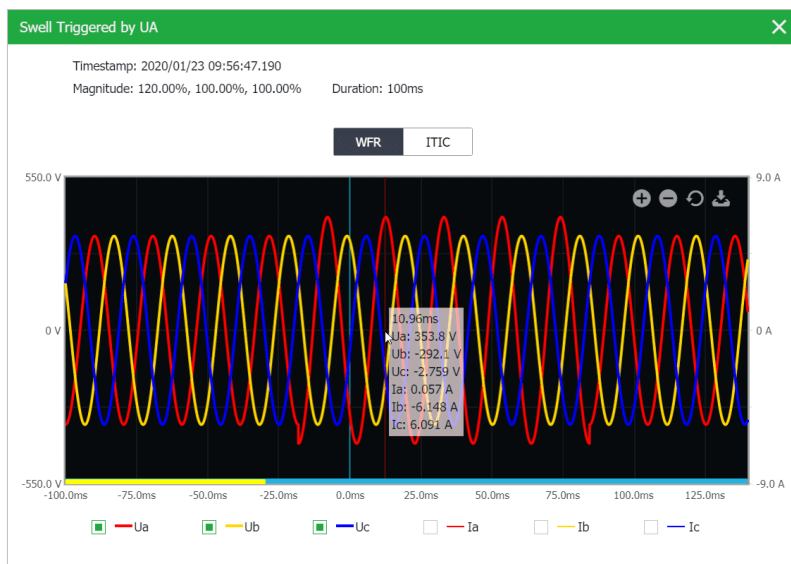 Swell Triggered by UA
Timestamp: 2020/01/23 09:56:47.190
Magnitude: 120.00%, 100.00%, 100.00% Duration: 100ms
WFR ITIC
550.0 V 9.0 A
10.96ms
0 V 0 A
Ua: 353.8 V
Ub: -292.1 V
Uc: -2.759 V
Ia: 0.057 A
Ib: -6.148 A
Ic: 6.091 A
-550.0 V -9.0 A
-100.0ms -75.0ms -50.0ms -25.0ms 0.0ms 25.0ms 50.0ms 75.0ms 100.0ms 125.0ms
Ua Ub Uc Ia Ib Ic